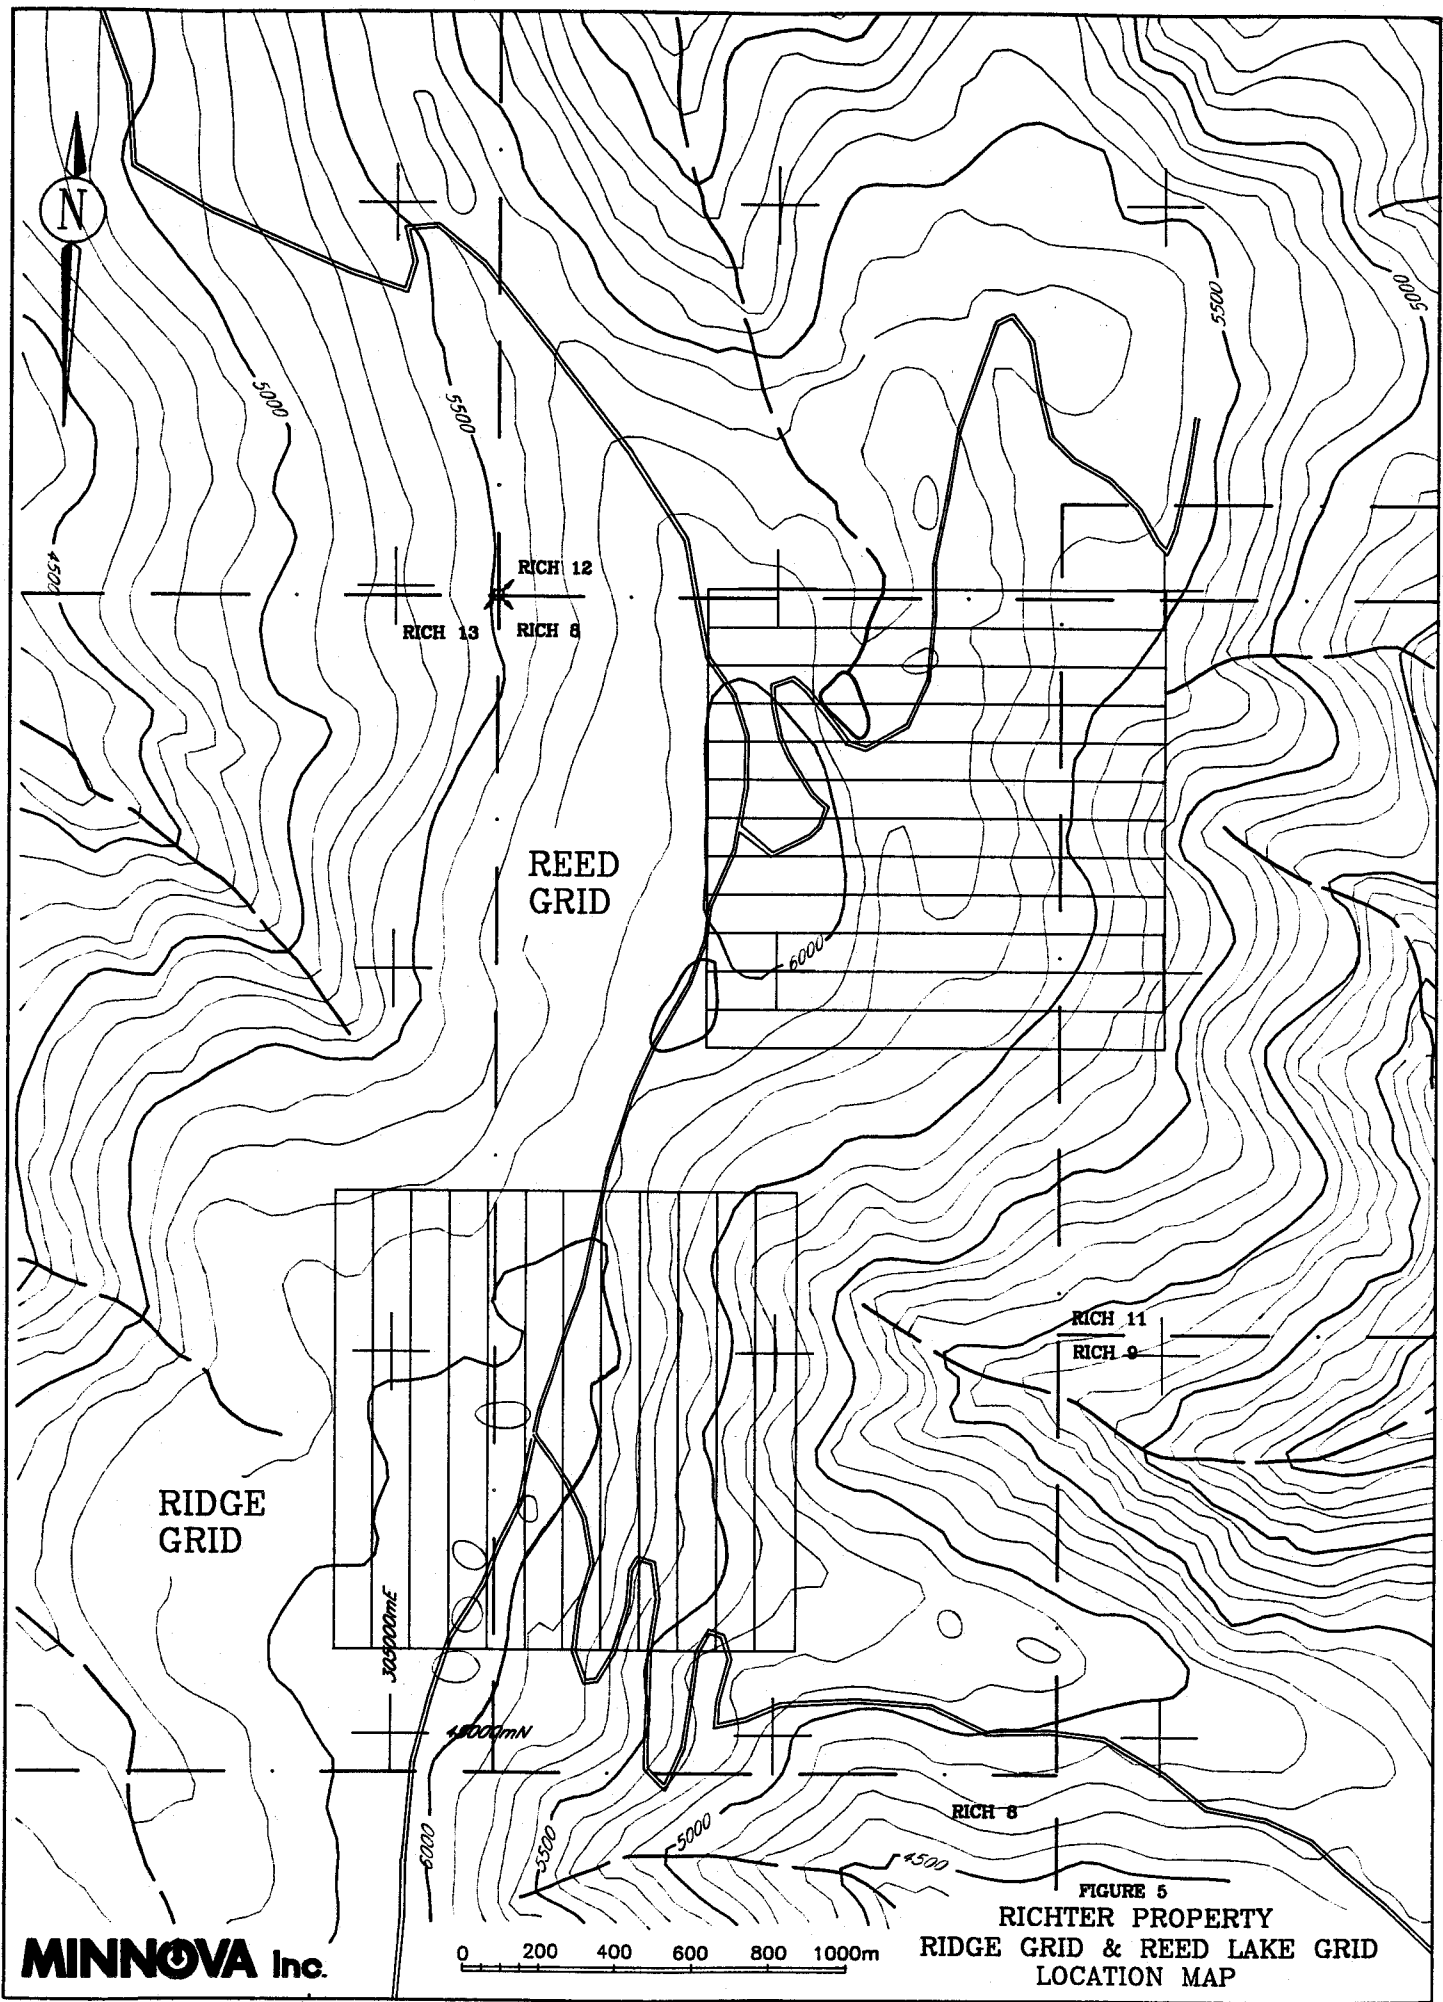 N
5000
5500
5500
5000
4500
RICH 12
RICH 13
RICH 8
REED
GRID
6000
RICH 11
RICH 9
RIDGE
GRID
305000mE
45000mN
RICH 8
6000
5500
5000
4500
FIGURE 5
RICHTER PROPERTY
RIDGE GRID & REED LAKE GRID
LOCATION MAP
MINNOVA Inc.
0 200 400 600 800 1000m